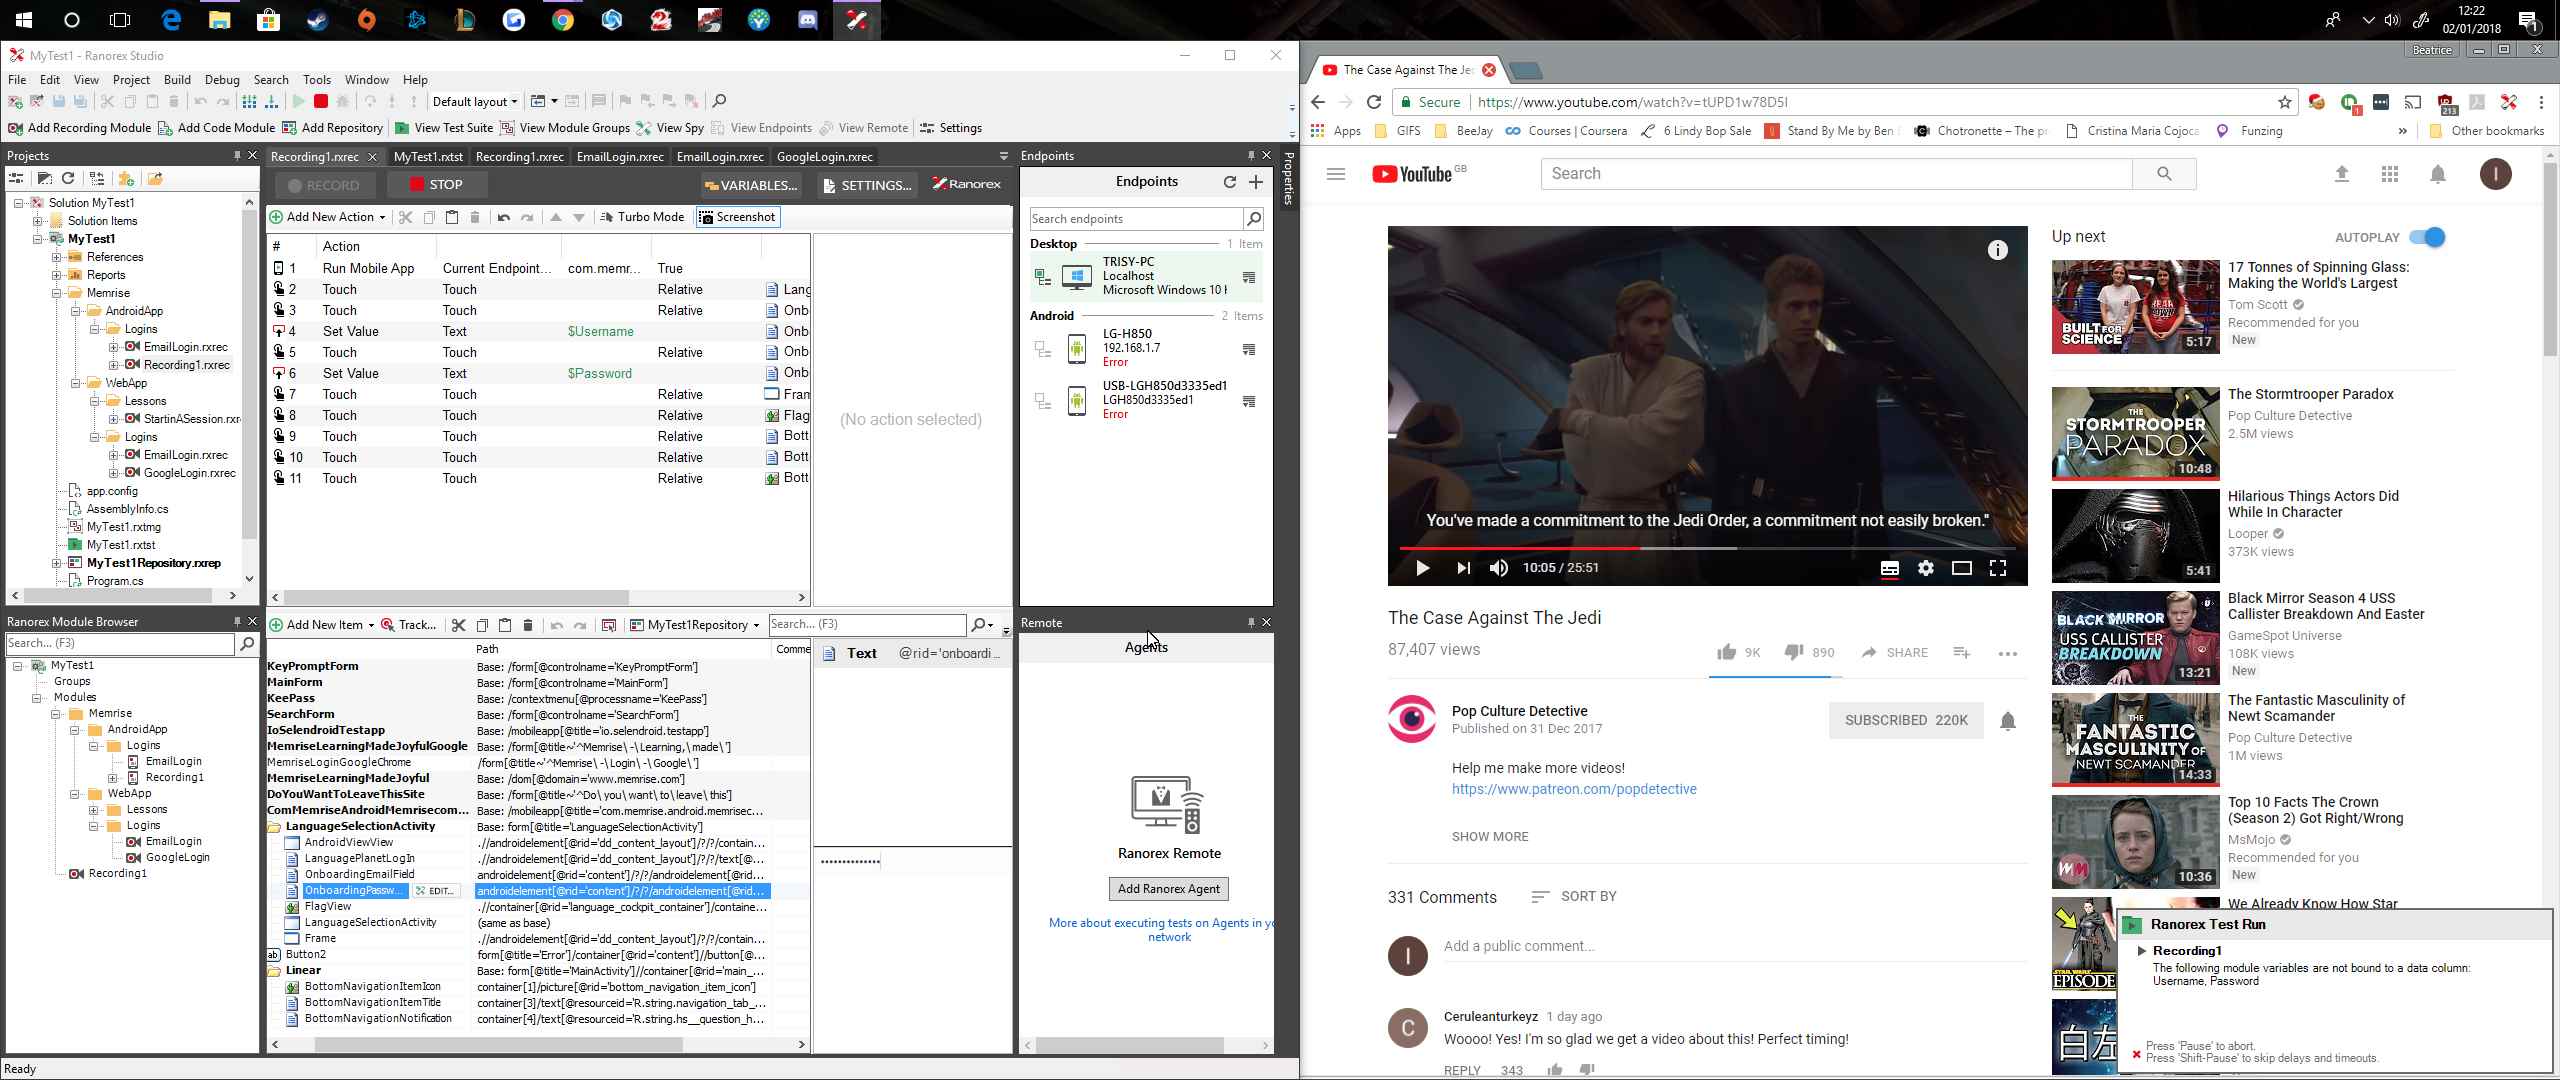 12:22
02/01/2018
1
MyTest1 - Ranorex Studio
File Edit View Project Build Debug Search Tools Window Help
Default layout
Add Recording Module Add Code Module Add Repository View Test Suite View Module Groups View Spy View Endpoints View Remote Settings
Projects
Solution MyTest1
Solution Items
MyTest1
References
Reports
Memrise
AndroidApp
Logins
EmailLogin.rxrec
Recording1.rxrec
WebApp
Lessons
StartinASession.rxr
Logins
EmailLogin.rxrec
GoogleLogin.rxrec
app.config
AssemblyInfo.cs
MyTest1.rxtmg
MyTest1.rxtst
MyTest1Repository.rxrep
Program.cs
Ranorex Module Browser
Search... (F3)
MyTest1
Groups
Modules
Memrise
AndroidApp
Logins
EmailLogin
Recording1
WebApp
Lessons
Logins
EmailLogin
GoogleLogin
Recording1
Ready
Recording1.rxrec MyTest1.rxtst Recording1.rxrec EmailLogin.rxrec EmailLogin.rxrec GoogleLogin.rxrec
RECORD STOP VARIABLES... SETTINGS... Ranorex
Add New Action Turbo Mode Screenshot
# Action
1 Run Mobile App Current Endpoint... com.memr... True
2 Touch Touch Relative Lang
3 Touch Touch Relative Onb
4 Set Value Text $Username Onb
5 Touch Touch Relative Onb
6 Set Value Text $Password Onb
7 Touch Touch Relative Fran
8 Touch Touch Relative Flag
9 Touch Touch Relative Bott
10 Touch Touch Relative Bott
11 Touch Touch Relative Bott
(No action selected)
Add New Item Track... MyTest1Repository Search... (F3)
Path Comme
KeyPromptForm Base: /form[@controlname='KeyPromptForm']
MainForm Base: /form[@controlname='MainForm']
KeePass Base: /contextmenu[@processname='KeePass']
SearchForm Base: /form[@controlname='SearchForm']
IoSelendroidTestapp Base: /mobileapp[@title='io.selendroid.testapp']
MemriseLearningMadeJoyfulGoogle Base: /form[@title~'^Memrise\ -\ Learning,\ made\ ']
MemriseLoginGoogleChrome /form[@title~'^Memrise\ -\ Login\ -\ Google\ ']
MemriseLearningMadeJoyful Base: /dom[@domain='www.memrise.com']
DoYouWantToLeaveThisSite Base: /form[@title~'^Do\ you\ want\ to\ leave\ this']
ComMemriseAndroidMemrisecom... Base: /mobileapp[@title='com.memrise.android.memrisec...
LanguageSelectionActivity Base: form[@title='LanguageSelectionActivity']
AndroidViewView .//androidelement[@rid='dd_content_layout']/?/?/contain...
LanguagePlanetLogIn .//androidelement[@rid='dd_content_layout']/?/?/text[@...
OnboardingEmailField androidelement[@rid='content']/?/?/androidelement[@rid...
OnboardingPassw... EDIT... androidelement[@rid='content']/?/?/androidelement[@rid...
FlagView .//container[@rid='language_cockpit_container']/containe...
LanguageSelectionActivity (same as base)
Frame .//androidelement[@rid='dd_content_layout']/?/?/contain...
Button2 form[@title='Error']/container[@rid='content']//button[@...
Linear Base: form[@title='MainActivity']//container[@rid='main_...
BottomNavigationItemIcon container[1]/picture[@rid='bottom_navigation_item_icon']
BottomNavigationItemTitle container[3]/text[@resourceid='R.string.navigation_tab_...
BottomNavigationNotification container[4]/text[@resourceid='R.string.hs__question_h...
Text @rid='onboardi...
Endpoints
Properties
Endpoints
Search endpoints
Desktop 1 Item
TRISY-PC
Localhost
Microsoft Windows 10
Android 2 Items
LG-H850
192.168.1.7
Error
USB-LGH850d3335ed1
LGH850d3335ed1
Error
Remote
Agents
Ranorex Remote
Add Ranorex Agent
More about executing tests on Agents in yo
network
Beatrice
The Case Against The Je
Secure https://www.youtube.com/watch?v=tUPD1w78D5I
1 213
Apps GIFS BeeJay Courses | Coursera 6 Lindy Bop Sale Stand By Me by Ben Chotronette – The p Cristina Maria Cojoca Funzing » Other bookmarks
YouTube GB
Search
I
You've made a commitment to the Jedi Order, a commitment not easily broken."
10:05 / 25:51
The Case Against The Jedi
87,407 views
9K 890 SHARE
Pop Culture Detective
Published on 31 Dec 2017
SUBSCRIBED 220K
Help me make more videos!
https://www.patreon.com/popdetective
SHOW MORE
331 Comments SORT BY
I
Add a public comment...
C
Ceruleanturkeyz 1 day ago
Woooo! Yes! I'm so glad we get a video about this! Perfect timing!
REPLY 343
Up next AUTOPLAY
BUILT FOR SCIENCE
5:17
17 Tonnes of Spinning Glass:
Making the World's Largest
Tom Scott
Recommended for you
New
THE
STORMTROOPER
PARADOX
10:48
The Stormtrooper Paradox
Pop Culture Detective
2.5M views
5:41
Hilarious Things Actors Did
While In Character
Looper
373K views
BLACK MIRROR
USS CALLISTER
BREAKDOWN
13:21
Black Mirror Season 4 USS
Callister Breakdown And Easter
GameSpot Universe
108K views
New
THE
FANTASTIC
MASCULINITY OF
NEWT SCAMANDER
14:33
The Fantastic Masculinity of
Newt Scamander
Pop Culture Detective
1M views
10:36
Top 10 Facts The Crown
(Season 2) Got Right/Wrong
MsMojo
Recommended for you
New
STAR WARS
EPISODE
We Already Know How Star
白左
Ranorex Test Run
Recording1
The following module variables are not bound to a data column:
Username, Password
Press 'Pause' to abort.
Press 'Shift-Pause' to skip delays and timeouts.